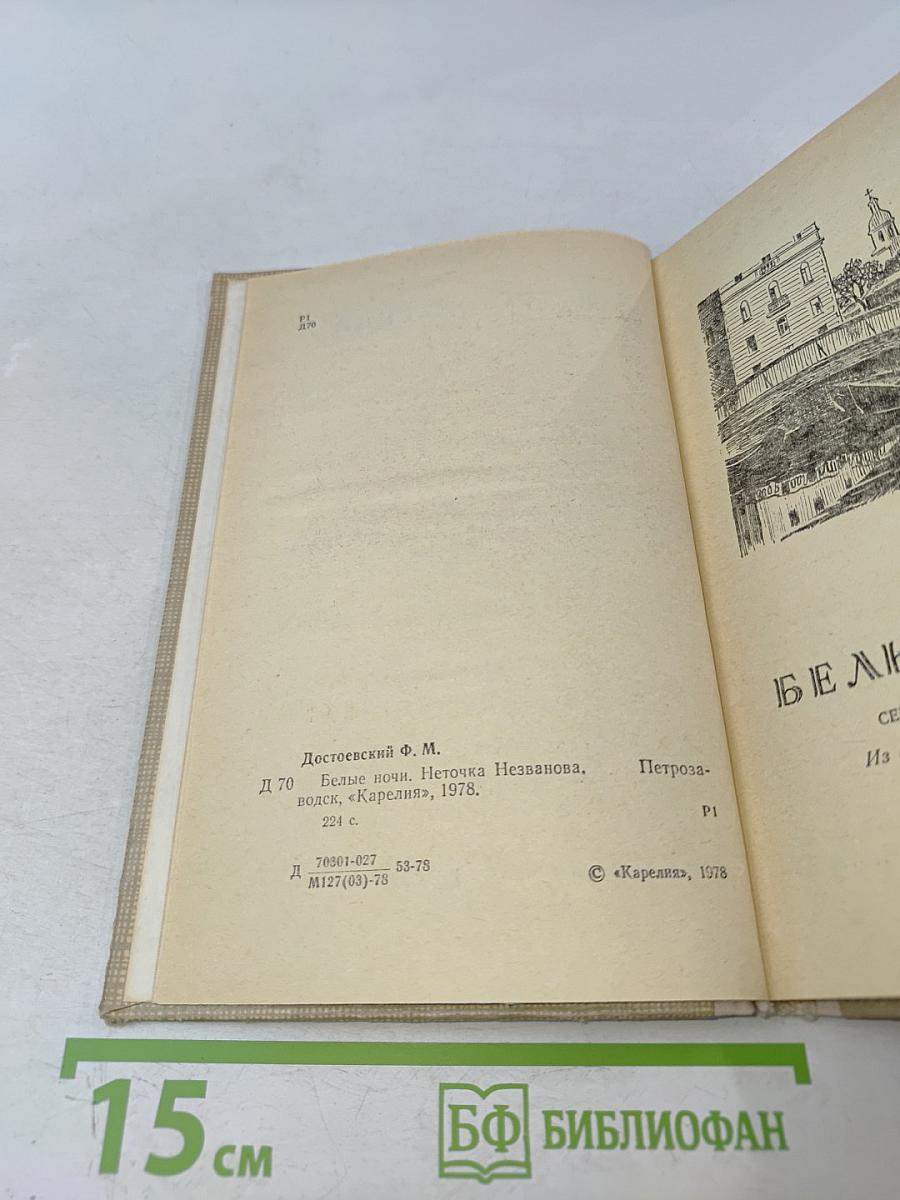 Р1
Д70
Достоевский Ф. М.
Д 70 Белые ночи. Неточка Незванова. Петроза-
водск, «Карелия», 1978.
224 с.
Р1
Д 70301-027 53-78
М127(03)-78
© «Карелия», 1978
БЕЛЫ
СЕ
Из
15 см
БФ БИБЛИОФАН